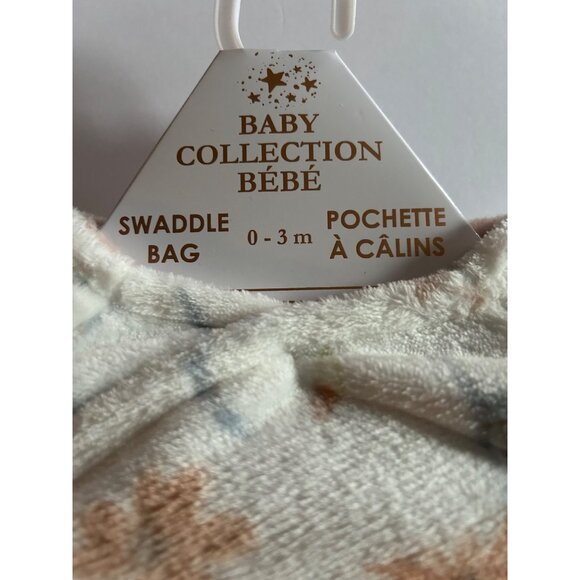 BABY
COLLECTION
BÉBÉ
SWADDLE
BAG
0 - 3 m
POCHETTE
À CÂLINS